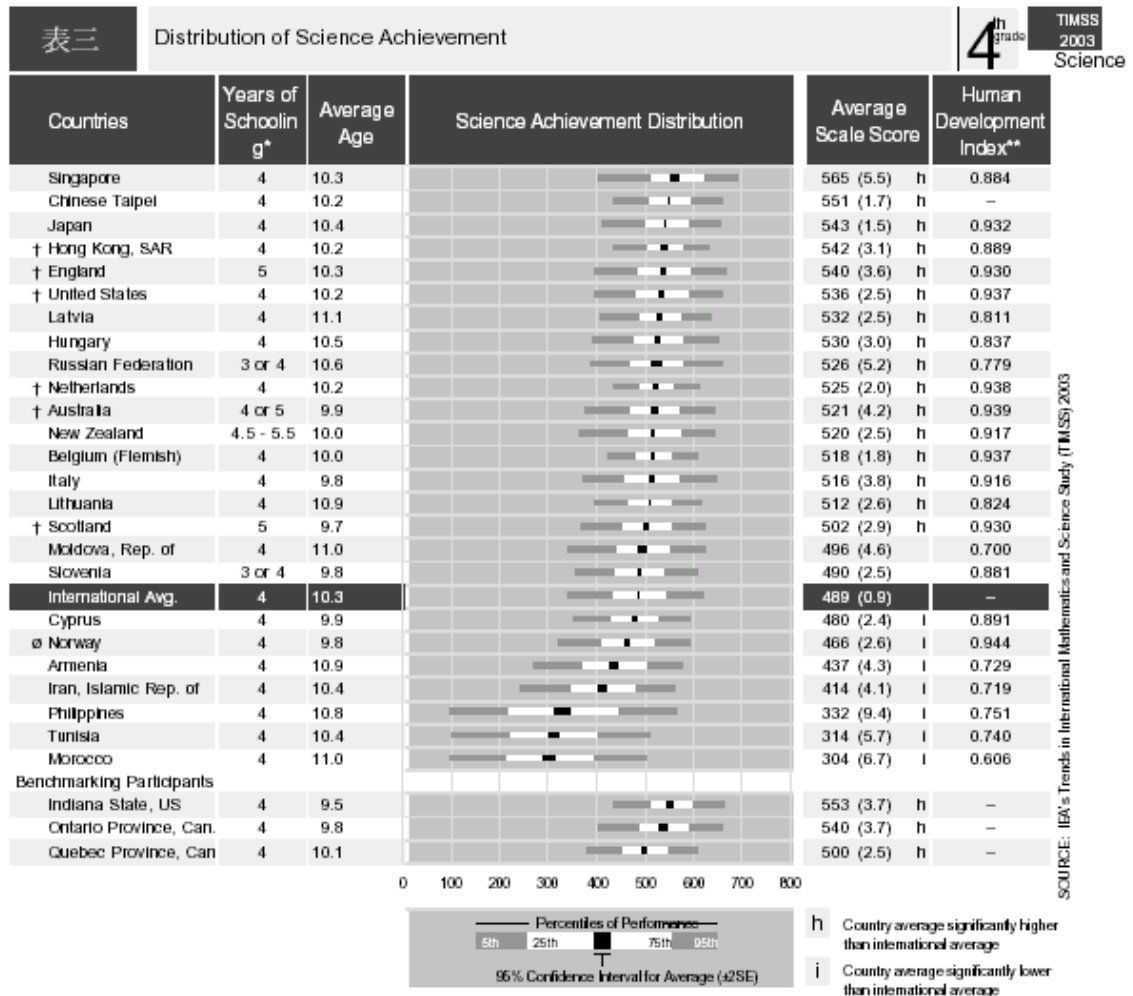 表三
Distribution of Science Achievement
4th grade
TIMSS
2003
Science
Countries
Years of Schoolin g*
Average Age
Science Achievement Distribution
Average Scale Score
Human Development Index**
Singapore 4 10.3 565 (5.5) h 0.884
Chinese Taipei 4 10.2 551 (1.7) h –
Japan 4 10.4 543 (1.5) h 0.932
† Hong Kong, SAR 4 10.2 542 (3.1) h 0.889
† England 5 10.3 540 (3.6) h 0.930
† United States 4 10.2 536 (2.5) h 0.937
Latvia 4 11.1 532 (2.5) h 0.811
Hungary 4 10.5 530 (3.0) h 0.837
Russian Federation 3 or 4 10.6 526 (5.2) h 0.779
† Netherlands 4 10.2 525 (2.0) h 0.938
† Australia 4 or 5 9.9 521 (4.2) h 0.939
New Zealand 4.5 - 5.5 10.0 520 (2.5) h 0.917
Belgium (Flemish) 4 10.0 518 (1.8) h 0.937
Italy 4 9.8 516 (3.8) h 0.916
Lithuania 4 10.9 512 (2.6) h 0.824
† Scotland 5 9.7 502 (2.9) h 0.930
Moldova, Rep. of 4 11.0 496 (4.6) 0.700
Slovenia 3 or 4 9.8 490 (2.5) 0.881
International Avg. 4 10.3 489 (0.9) –
Cyprus 4 9.9 480 (2.4) i 0.891
ø Norway 4 9.8 466 (2.6) i 0.944
Armenia 4 10.9 437 (4.3) i 0.729
Iran, Islamic Rep. of 4 10.4 414 (4.1) i 0.719
Philippines 4 10.8 332 (9.4) i 0.751
Tunisia 4 10.4 314 (5.7) i 0.740
Morocco 4 11.0 304 (6.7) i 0.606
Benchmarking Participants
Indiana State, US 4 9.5 553 (3.7) h –
Ontario Province, Can. 4 9.8 540 (3.7) h –
Quebec Province, Can 4 10.1 500 (2.5) h –
0 100 200 300 400 500 600 700 800
Percentiles of Performance
5th 25th 75th 95th
95% Confidence Interval for Average (±2SE)
h Country average significantly higher
than international average
i Country average significantly lower
than international average
SOURCE: IEA's Trends in International Mathematics and Science Study (TIMSS) 2003